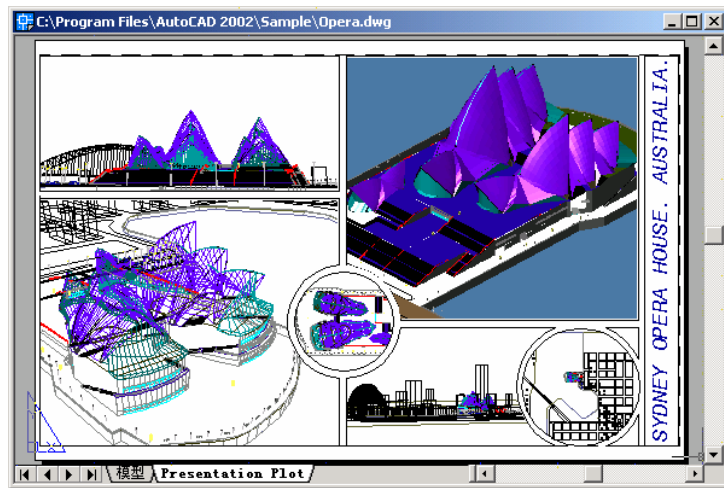 C:\Program Files\AutoCAD 2002\Sample\Opera.dwg
SYDNEY OPERA HOUSE. AUSTRALIA.
模型 Presentation Plot